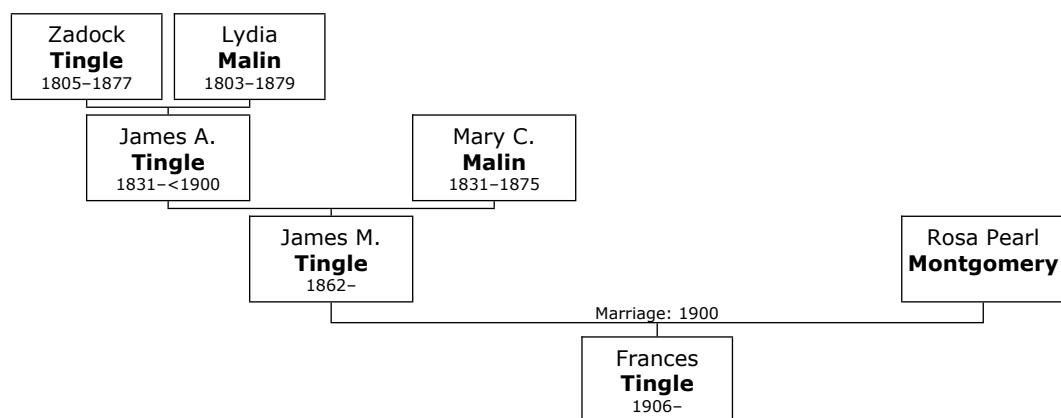 Zadock
Tingle
1805–1877
Lydia
Malin
1803–1879
James A.
Tingle
1831–<1900
Mary C.
Malin
1831–1875
James M.
Tingle
1862–
Rosa Pearl
Montgomery
Marriage: 1900
Frances
Tingle
1906–